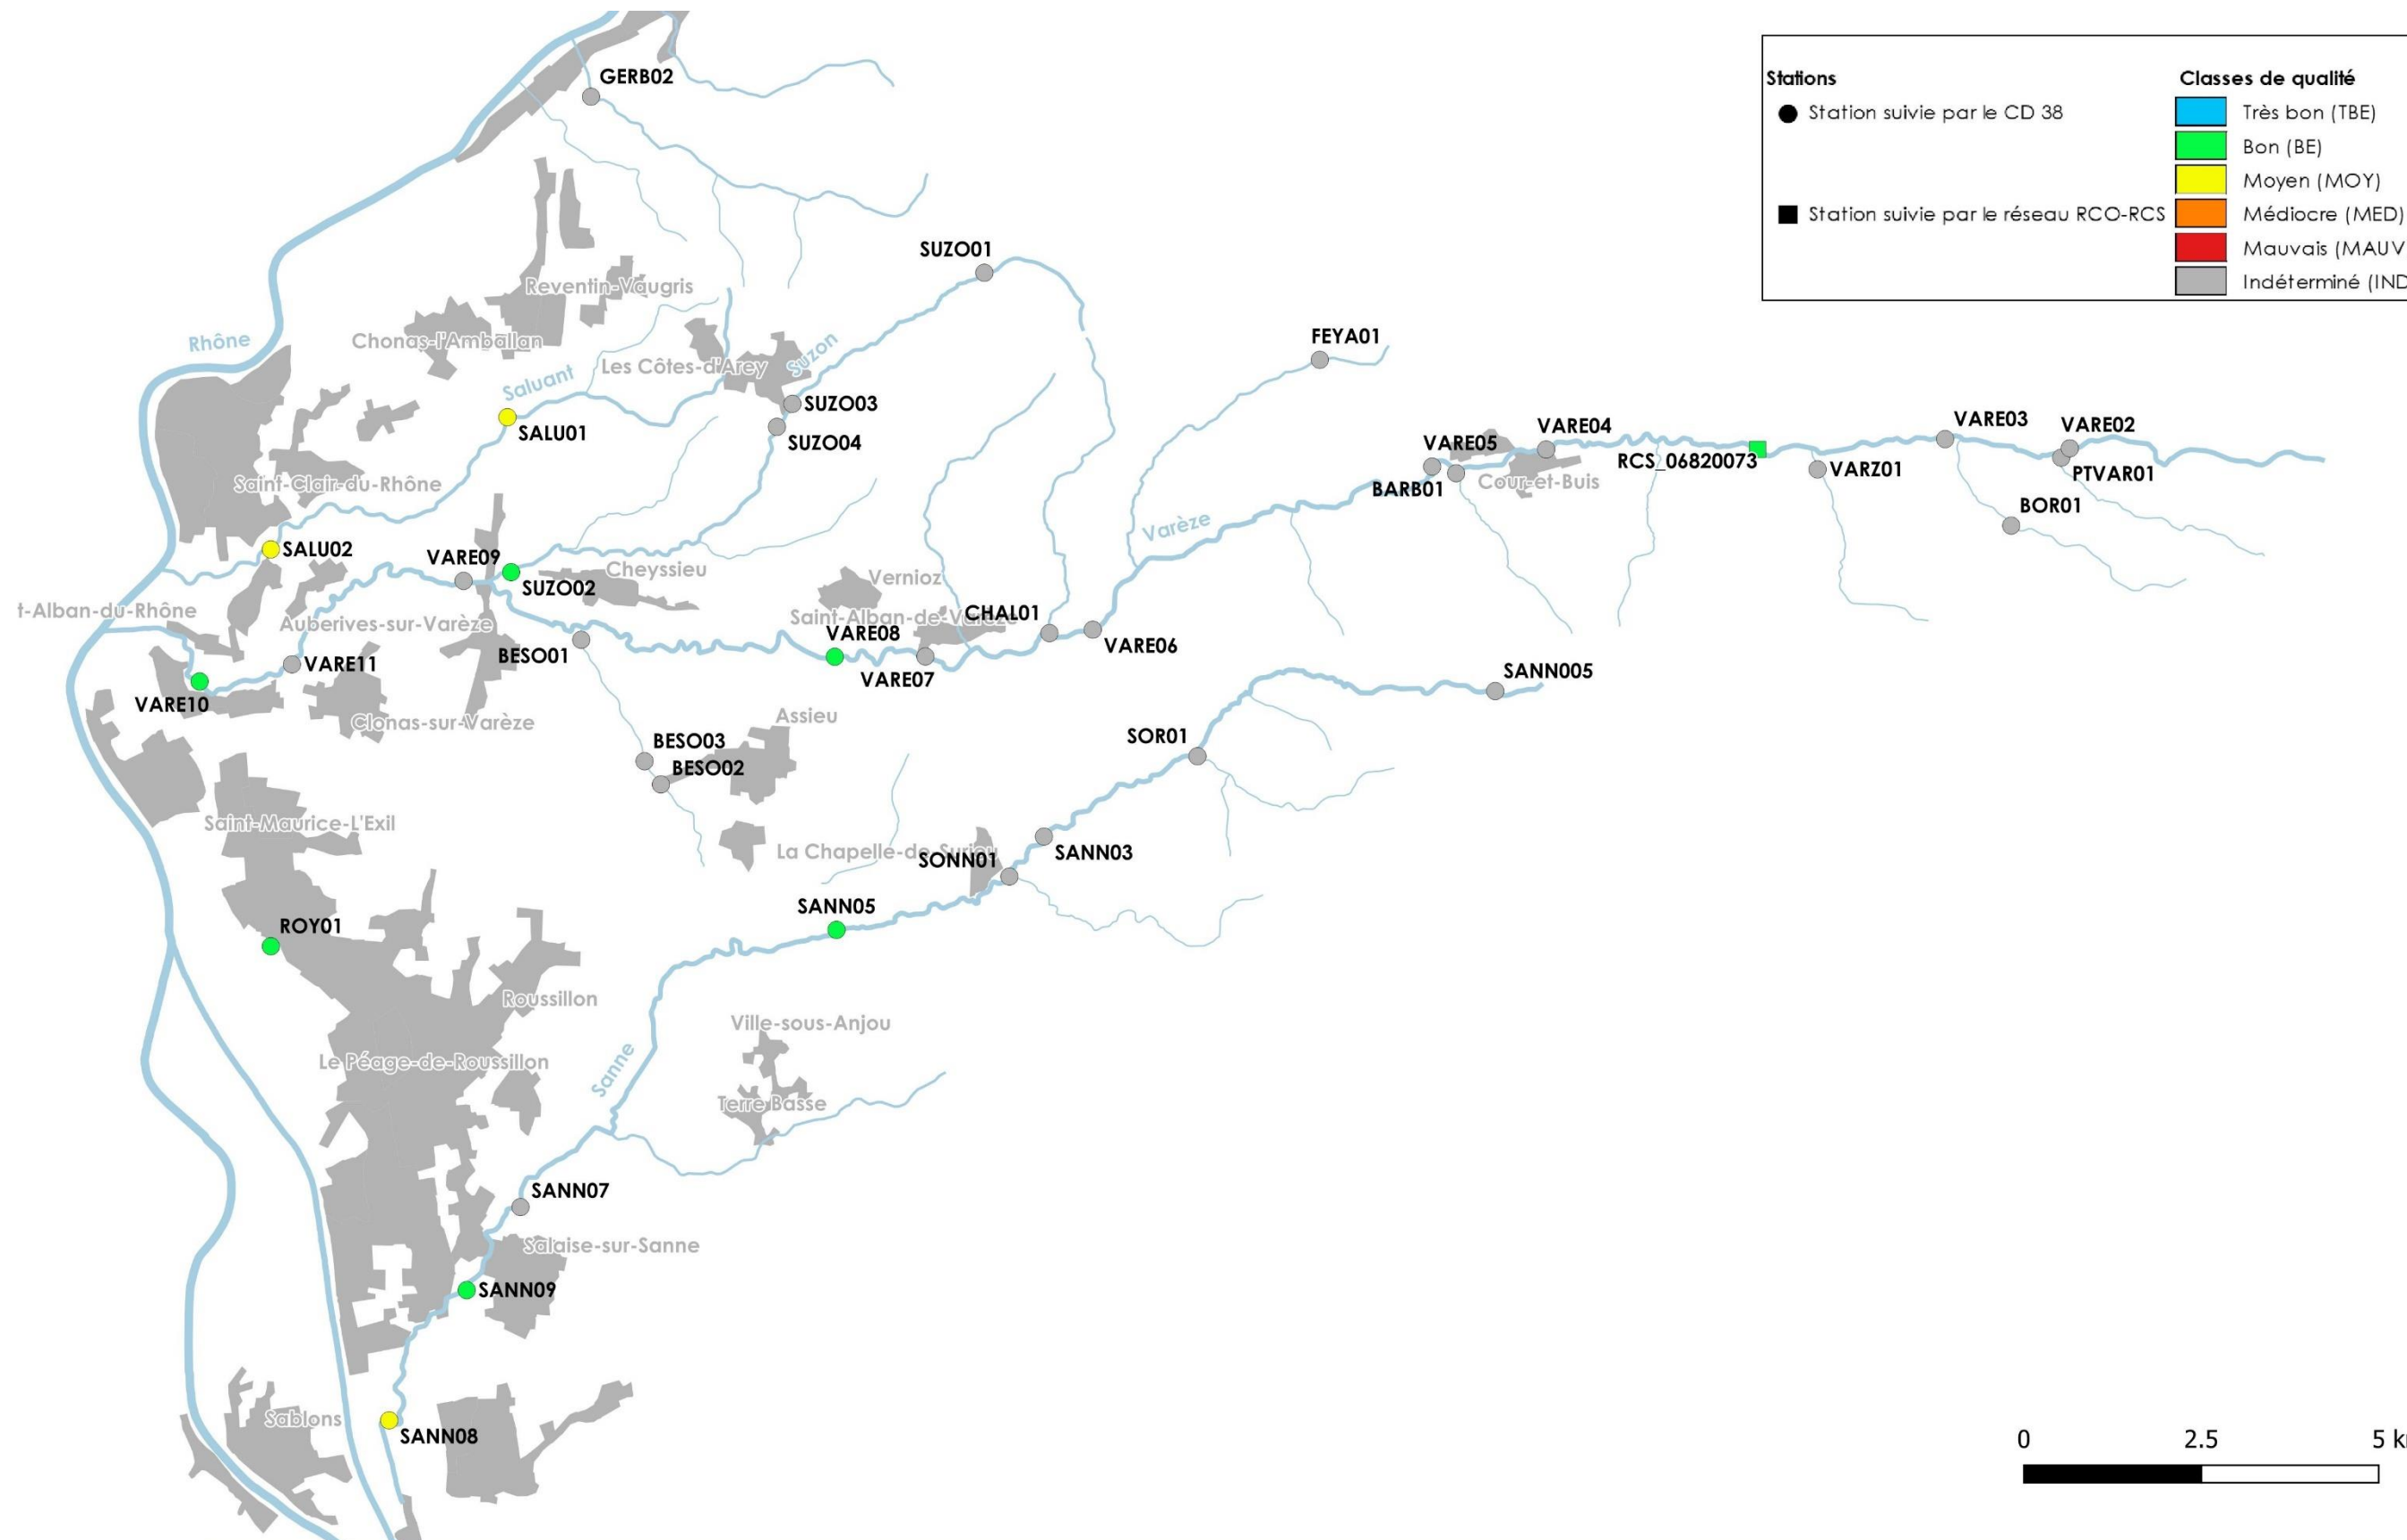 GERB02
Stations
Classes de qualité
Station suivie par le CD 38
Très bon (TBE)
Bon (BE)
Moyen (MOY)
Station suivie par le réseau RCO-RCS
Médiocre (MED)
Mauvais (MAUV
Indéterminé (IND
SUZO01
Reventin-Vaugris
Rhône
Chonas-l'Amballan
Suzon
FEYA01
Les Côtes-d'Arey
Saluant
SUZO03
SALU01
SUZO04
VARE05
VARE04
VARE03
VARE02
RCS_06820073
VARZ01
PTVAR01
Saint-Clair-du-Rhône
BARB01
Cour-et-Buis
BOR01
Varèze
SALU02
VARE09
SUZO02
Cheyssieu
Vernioz
t-Alban-du-Rhône
Auberives-sur-Varèze
Saint-Alban-de-Varèze
CHAL01
VARE08
VARE06
VARE11
BESO01
VARE07
SANN005
VARE10
Clonas-sur-Varèze
Assieu
BESO03
SOR01
BESO02
Saint-Maurice-L'Exil
La Chapelle-de-Surieu
SONN01
SANN03
SANN05
ROY01
Roussillon
Ville-sous-Anjou
Le Péage-de-Roussillon
Sanne
Terre Basse
SANN07
Salaise-sur-Sanne
SANN09
Sablons
SANN08
0 2.5 5 k